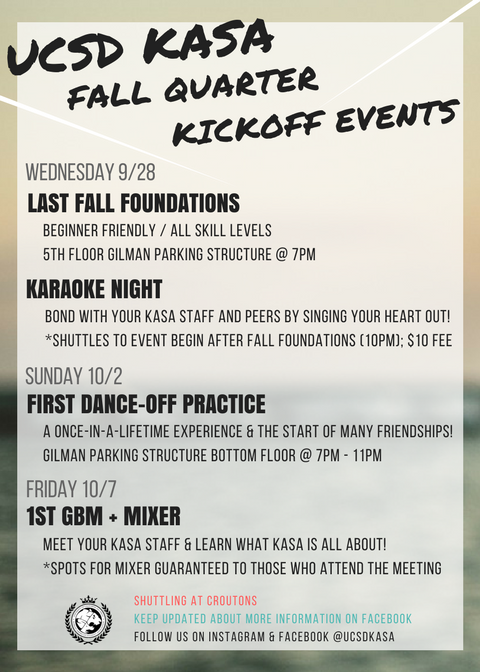 UCSD KASA
FALL QUARTER
KICKOFF EVENTS
WEDNESDAY 9/28
LAST FALL FOUNDATIONS
BEGINNER FRIENDLY / ALL SKILL LEVELS
5TH FLOOR GILMAN PARKING STRUCTURE @ 7PM
KARAOKE NIGHT
BOND WITH YOUR KASA STAFF AND PEERS BY SINGING YOUR HEART OUT!
*SHUTTLES TO EVENT BEGIN AFTER FALL FOUNDATIONS (10PM); $10 FEE
SUNDAY 10/2
FIRST DANCE-OFF PRACTICE
A ONCE-IN-A-LIFETIME EXPERIENCE & THE START OF MANY FRIENDSHIPS!
GILMAN PARKING STRUCTURE BOTTOM FLOOR @ 7PM - 11PM
FRIDAY 10/7
1ST GBM + MIXER
MEET YOUR KASA STAFF & LEARN WHAT KASA IS ALL ABOUT!
*SPOTS FOR MIXER GUARANTEED TO THOSE WHO ATTEND THE MEETING
SHUTTLING AT CROUTONS
KEEP UPDATED ABOUT MORE INFORMATION ON FACEBOOK
FOLLOW US ON INSTAGRAM & FACEBOOK @UCSDKASA